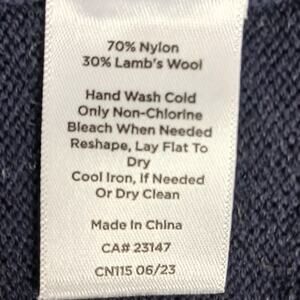 70% Nylon
30% Lamb's Wool
Hand Wash Cold
Only Non-Chlorine
Bleach When Needed
Reshape, Lay Flat To
Dry
Cool Iron, If Needed
Or Dry Clean
Made In China
CA# 23147
CN115 06/23